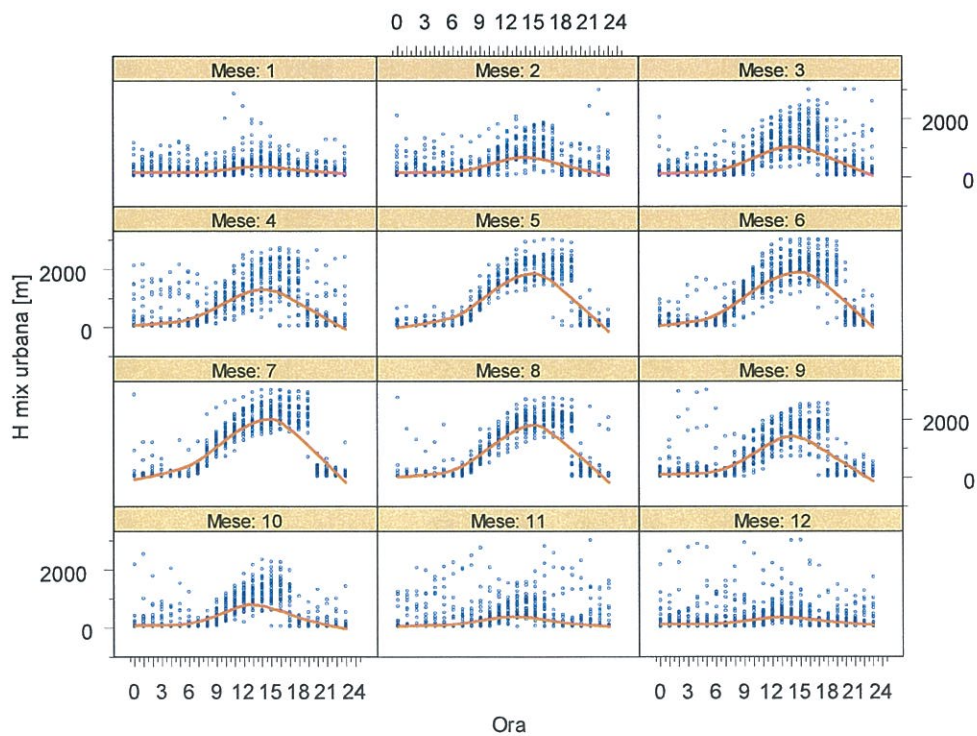 0 3 6 9 12 15 18 21 24
Mese: 1 Mese: 2 Mese: 3
2000
0
Mese: 4 Mese: 5 Mese: 6
2000
0
H mix urbana [m]
Mese: 7 Mese: 8 Mese: 9
2000
0
Mese: 10 Mese: 11 Mese: 12
2000
0
0 3 6 9 12 15 18 21 24 0 3 6 9 12 15 18 21 24
Ora